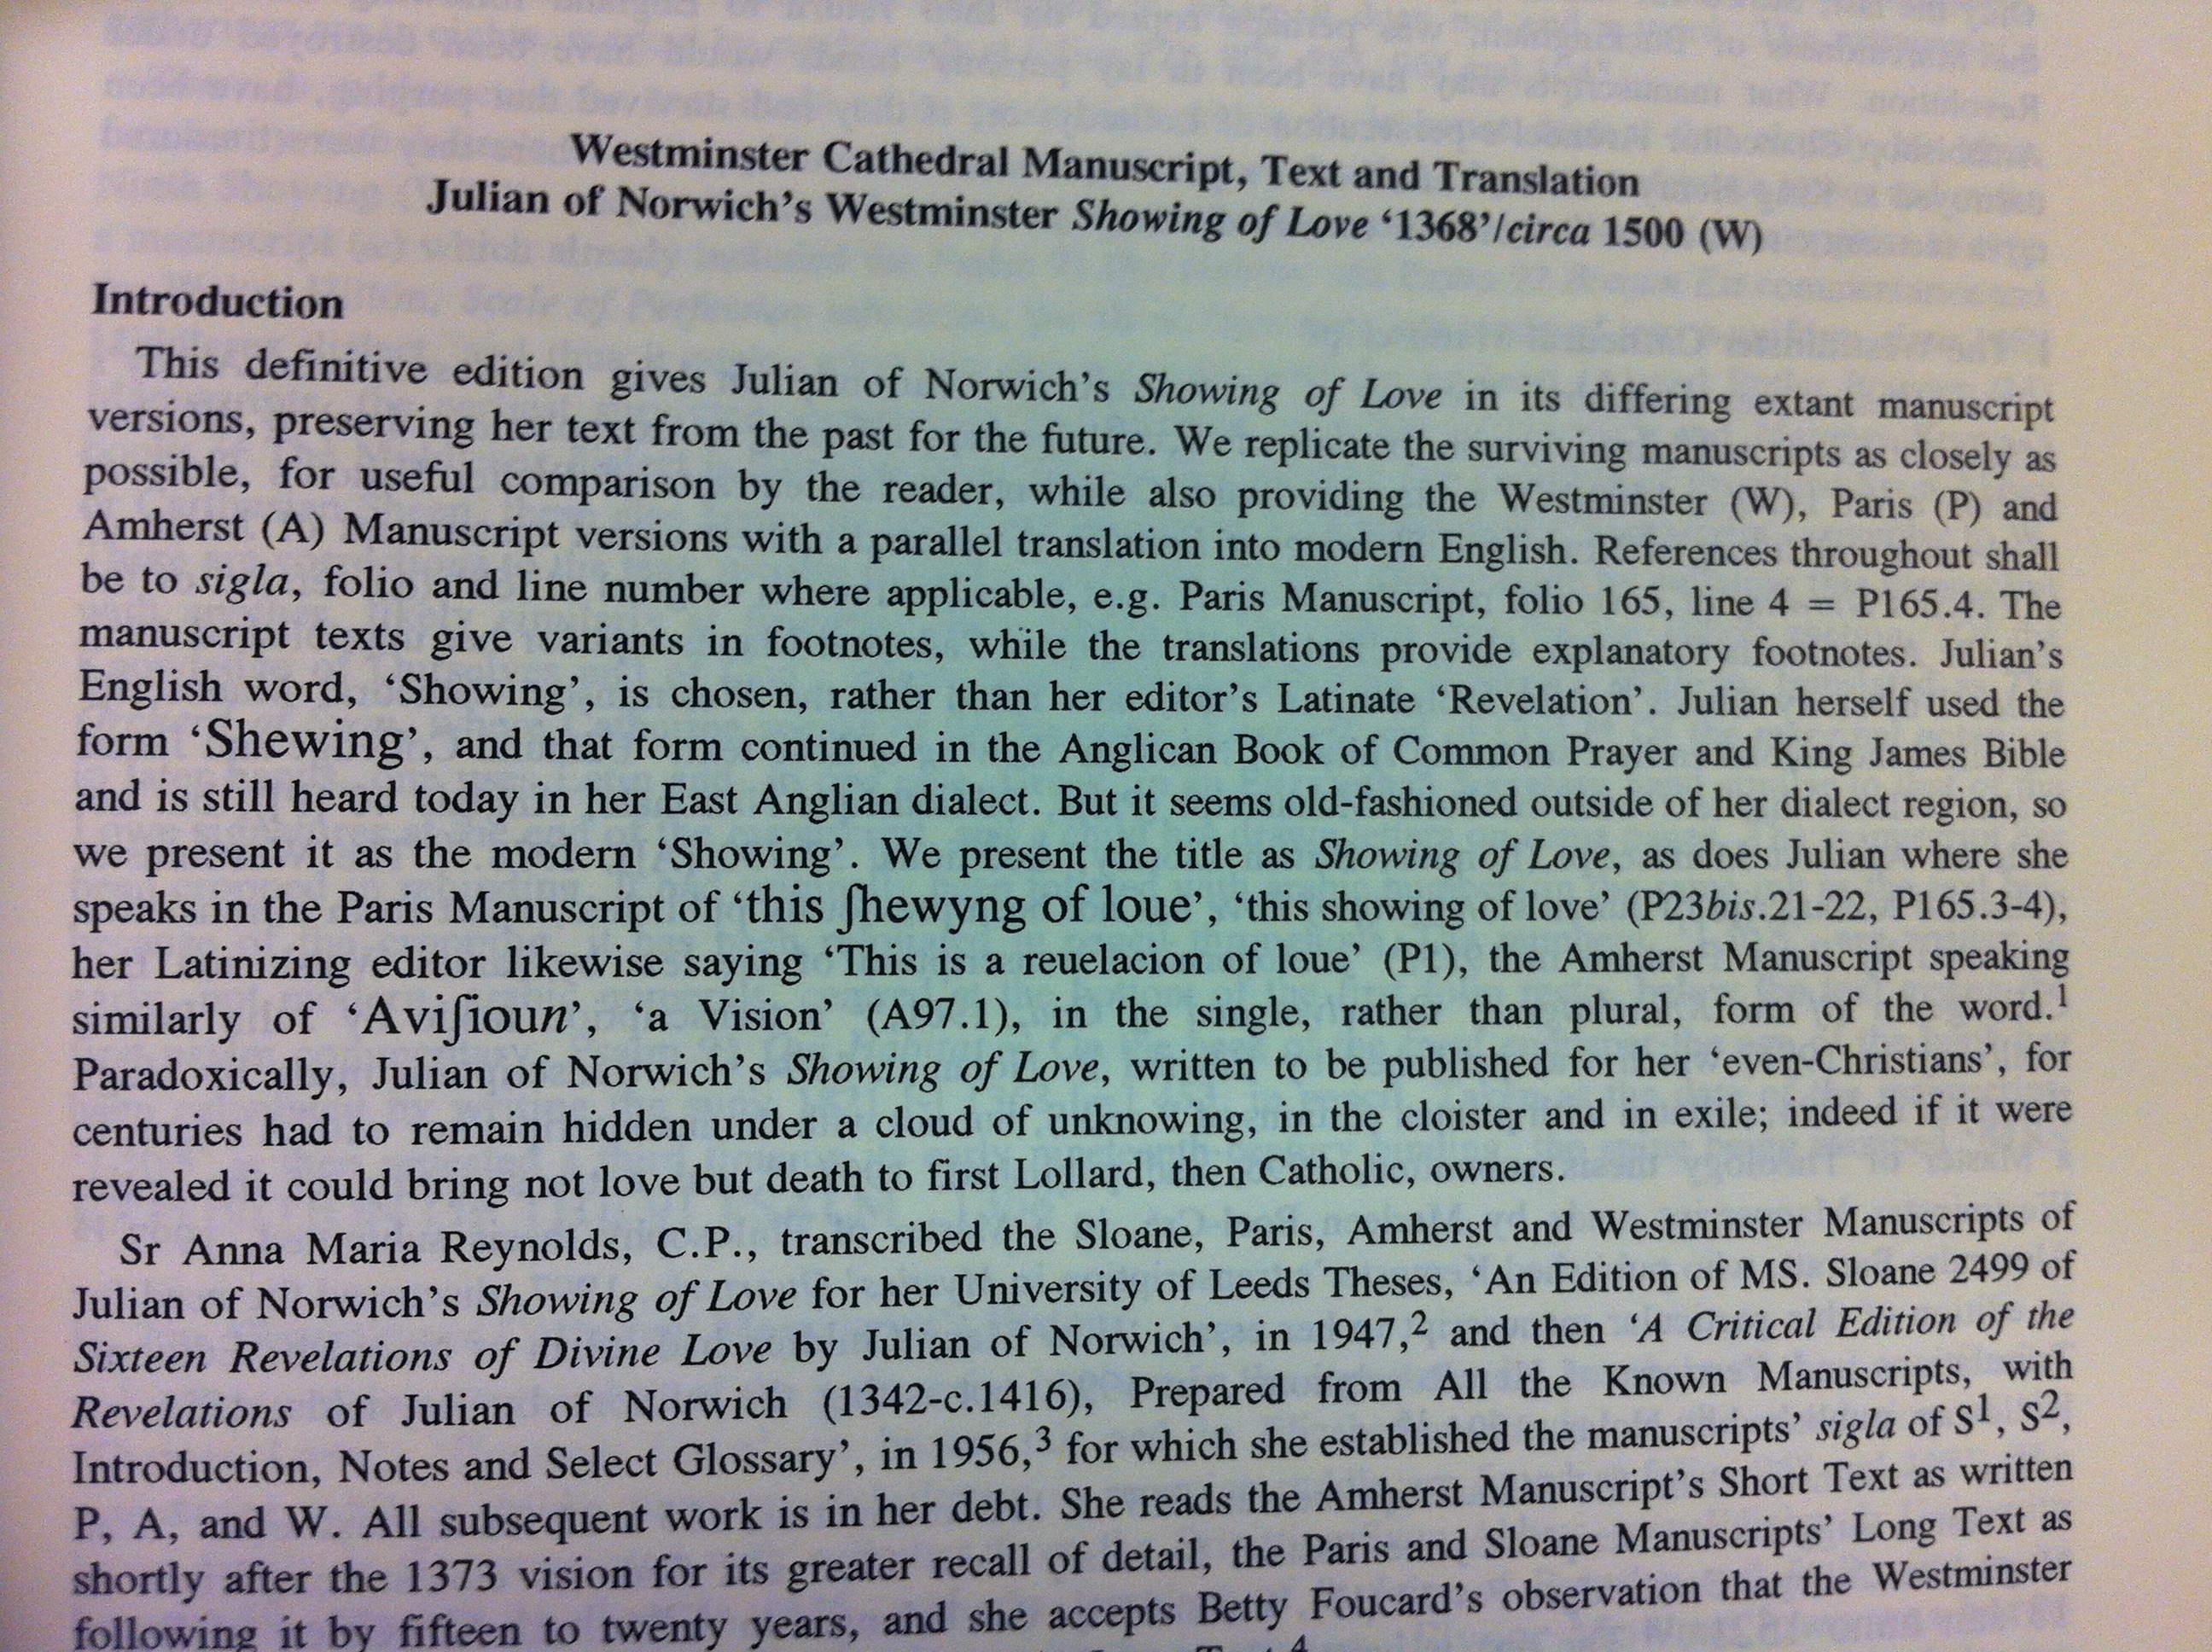 Westminster Cathedral Manuscript, Text and Translation
Julian of Norwich's Westminster Showing of Love ‘1368’/circa 1500 (W)
Introduction
This definitive edition gives Julian of Norwich’s Showing of Love in its differing extant manuscript
versions, preserving her text from the past for the future. We replicate the surviving manuscripts as closely as
possible, for useful comparison by the reader, while also providing the Westminster (W), Paris (P) and
Amherst (A) Manuscript versions with a parallel translation into modern English. References throughout shall
be to sigla, folio and line number where applicable, e.g. Paris Manuscript, folio 165, line 4 = P165.4. The
manuscript texts give variants in footnotes, while the translations provide explanatory footnotes. Julian’s
English word, ‘Showing’, is chosen, rather than her editor’s Latinate ‘Revelation’. Julian herself used the
form ‘Shewing’, and that form continued in the Anglican Book of Common Prayer and King James Bible
and is still heard today in her East Anglian dialect. But it seems old-fashioned outside of her dialect region, so
we present it as the modern ‘Showing’. We present the title as Showing of Love, as does Julian where she
speaks in the Paris Manuscript of ‘this ſhewyng of loue’, ‘this showing of love’ (P23bis.21-22, P165.3-4),
her Latinizing editor likewise saying ‘This is a reuelacion of loue’ (P1), the Amherst Manuscript speaking
similarly of ‘Aviſioun’, ‘a Vision’ (A97.1), in the single, rather than plural, form of the word.¹
Paradoxically, Julian of Norwich’s Showing of Love, written to be published for her ‘even-Christians’, for
centuries had to remain hidden under a cloud of unknowing, in the cloister and in exile; indeed if it were
revealed it could bring not love but death to first Lollard, then Catholic, owners.
Sr Anna Maria Reynolds, C.P., transcribed the Sloane, Paris, Amherst and Westminster Manuscripts of
Julian of Norwich’s Showing of Love for her University of Leeds Theses, ‘An Edition of MS. Sloane 2499 of
Sixteen Revelations of Divine Love by Julian of Norwich’, in 1947,² and then ‘A Critical Edition of the
Revelations of Julian of Norwich (1342-c.1416), Prepared from All the Known Manuscripts, with
Introduction, Notes and Select Glossary’, in 1956,³ for which she established the manuscripts’ sigla of S¹, S²,
P, A, and W. All subsequent work is in her debt. She reads the Amherst Manuscript’s Short Text as written
shortly after the 1373 vision for its greater recall of detail, the Paris and Sloane Manuscripts’ Long Text as
following it by fifteen to twenty years, and she accepts Betty Foucard’s observation that the Westminster